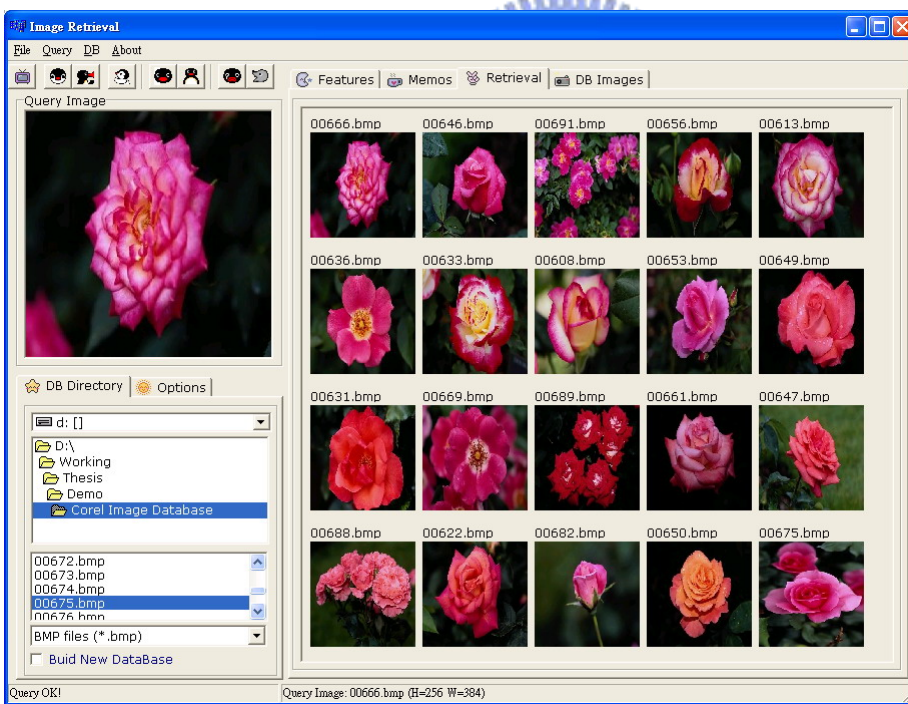 Image Retrieval
File Query DB About
Features Memos Retrieval DB Images
Query Image
00666.bmp 00646.bmp 00691.bmp 00656.bmp 00613.bmp
00636.bmp 00633.bmp 00608.bmp 00653.bmp 00649.bmp
00631.bmp 00669.bmp 00689.bmp 00661.bmp 00647.bmp
00688.bmp 00622.bmp 00682.bmp 00650.bmp 00675.bmp
DB Directory Options
d: []
D:\
Working
Thesis
Demo
Corel Image Database
00672.bmp
00673.bmp
00674.bmp
00675.bmp
00676.bmp
BMP files (*.bmp)
Buid New DataBase
Query OK!
Query Image: 00666.bmp (H=256 W=384)